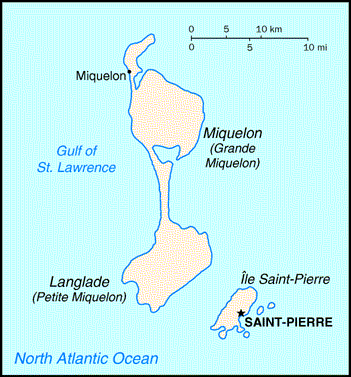 0 5 10 km
0 5 10 mi
Miquelon
Miquelon
(Grande
Miquelon)
Gulf of
St. Lawrence
Île Saint-Pierre
Langlade
(Petite Miquelon)
SAINT-PIERRE
North Atlantic Ocean